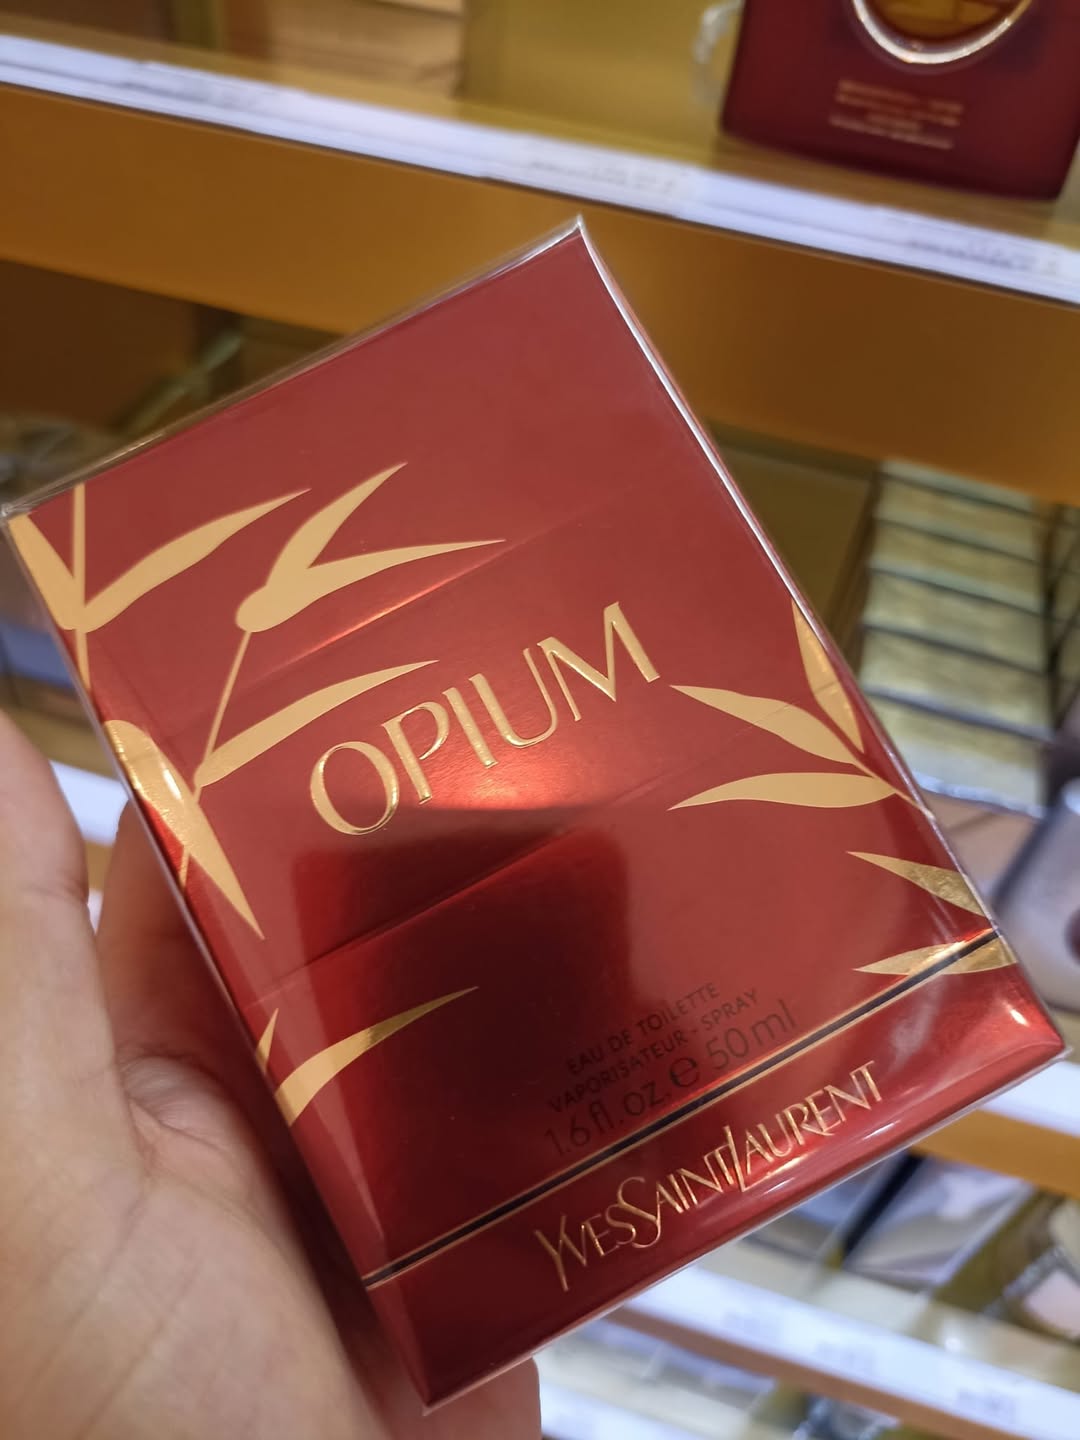 OPIUM
EAU DE TOILETTE
VAPORISATEUR - SPRAY
1.6 fl. oz. ℮ 50 ml
YVESSAINTLAURENT